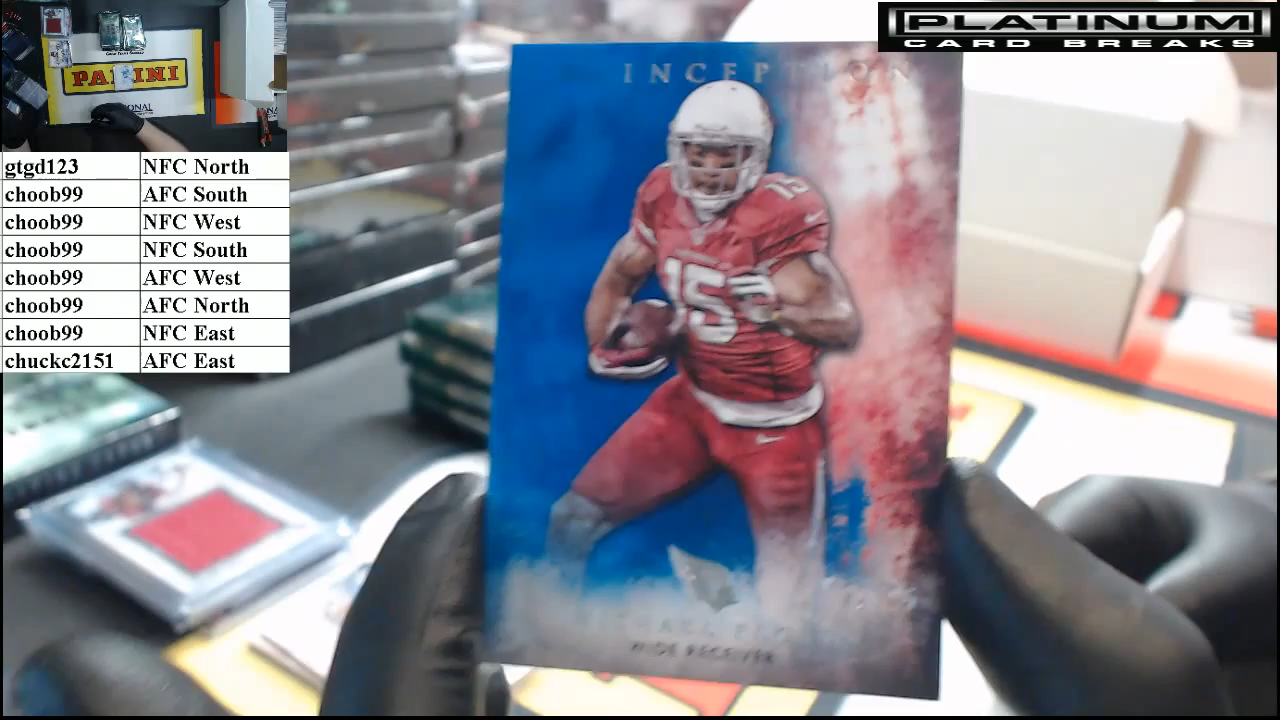 PLATINUM
CARD BREAKS
PANINI
gtgd123 NFC North
choob99 AFC South
choob99 NFC West
choob99 NFC South
choob99 AFC West
choob99 AFC North
choob99 NFC East
chuckc2151 AFC East
INCEPTION
15
15
WIDE RECEIVER